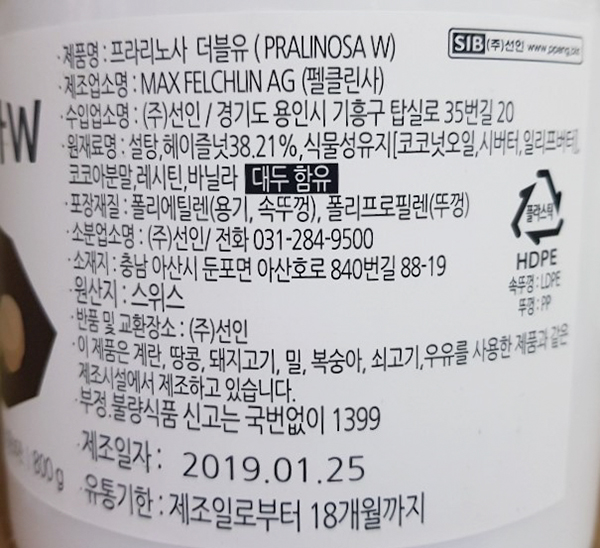 · 제품명 : 프라리노사 더블유 ( PRALINOSA W)
SIB (주)선인 www.ppang.biz
· 제조업소명 : MAX FELCHLIN AG (펠클린사)
· 수입업소명 : (주)선인 / 경기도 용인시 기흥구 탑실로 35번길 20
W
· 원재료명 : 설탕,헤이즐넛38.21%,식물성유지[코코넛오일,시버터,일리프버터],
코코아분말,레시틴,바닐라 대두 함유
· 포장재질 : 폴리에틸렌(용기, 속뚜껑), 폴리프로필렌(뚜껑)
플라스틱
HDPE
속뚜껑 : LDPE
뚜껑 : PP
· 소분업소명 : (주)선인/ 전화 031-284-9500
· 소재지 : 충남 아산시 둔포면 아산호로 840번길 88-19
· 원산지 : 스위스
· 반품 및 교환장소 : (주)선인
· 이 제품은 계란, 땅콩, 돼지고기, 밀, 복숭아, 쇠고기,우유를 사용한 제품과 같은
제조시설에서 제조하고 있습니다.
· 부정.불량식품 신고는 국번없이 1399
800g
· 제조일자 : 2019.01.25
· 유통기한 : 제조일로부터 18개월까지